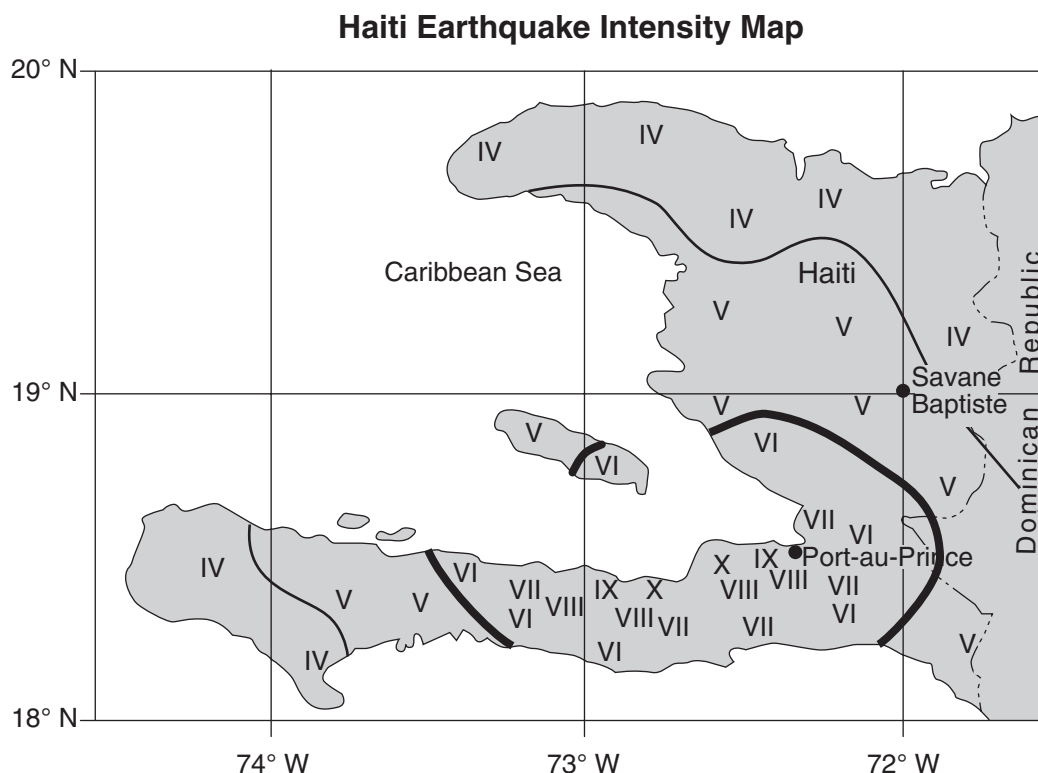 Haiti Earthquake Intensity Map
20° N
IV
IV
IV
IV
Caribbean Sea
Haiti
Dominican Republic
V
V
IV
19° N
Savane
Baptiste
V
V
V
VI
VI
V
VII
VI
Port-au-Prince
IV
VI
V
V
VII
VI
VIII
IX
X
VIII
VII
X
IX
VIII
VIII
VII
VI
VII
VI
IV
V
18° N
74° W
73° W
72° W